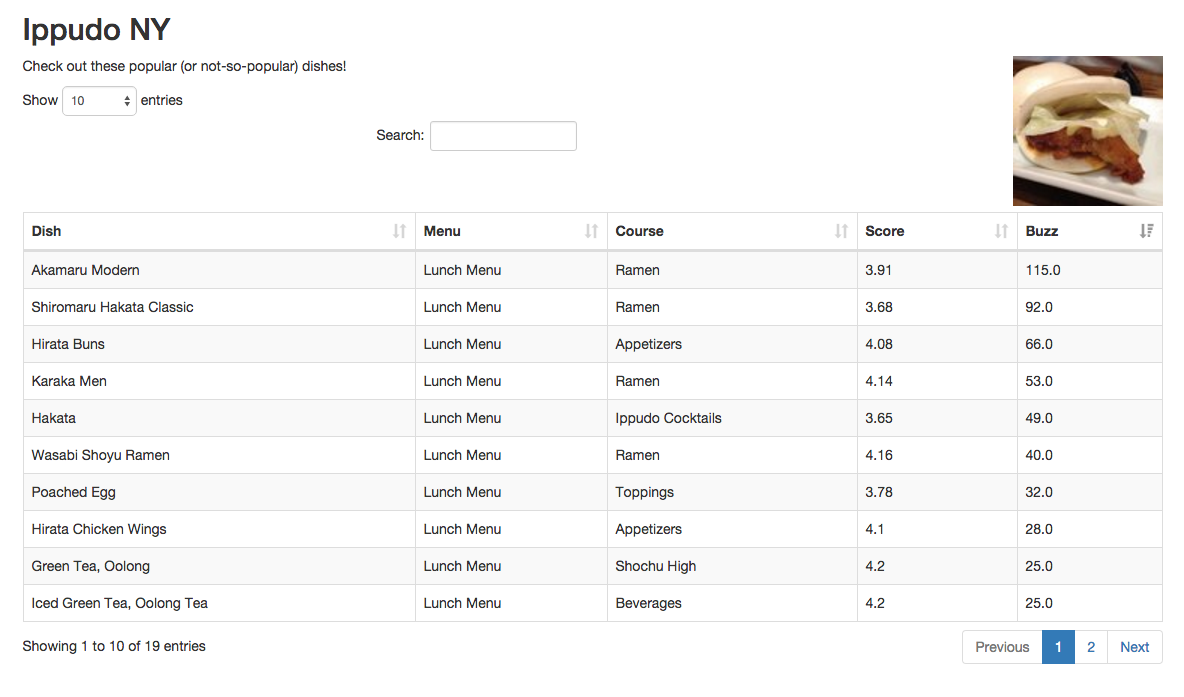 Ippudo NY
Check out these popular (or not-so-popular) dishes!
Show 10 entries
Search:
Dish Menu Course Score Buzz
Akamaru Modern Lunch Menu Ramen 3.91 115.0
Shiromaru Hakata Classic Lunch Menu Ramen 3.68 92.0
Hirata Buns Lunch Menu Appetizers 4.08 66.0
Karaka Men Lunch Menu Ramen 4.14 53.0
Hakata Lunch Menu Ippudo Cocktails 3.65 49.0
Wasabi Shoyu Ramen Lunch Menu Ramen 4.16 40.0
Poached Egg Lunch Menu Toppings 3.78 32.0
Hirata Chicken Wings Lunch Menu Appetizers 4.1 28.0
Green Tea, Oolong Lunch Menu Shochu High 4.2 25.0
Iced Green Tea, Oolong Tea Lunch Menu Beverages 4.2 25.0
Showing 1 to 10 of 19 entries Previous 1 2 Next